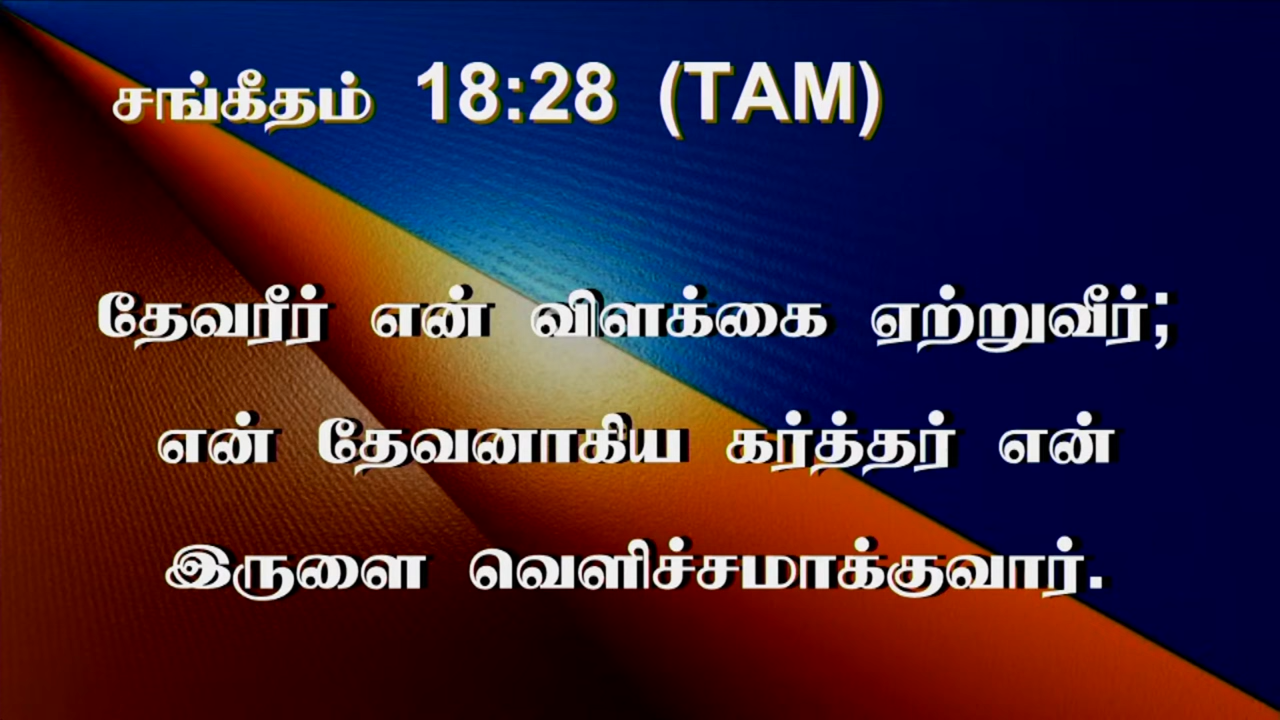 சங்கீதம் 18:28 (TAM)
தேவரீர் என் விளக்கை ஏற்றுவீர்;
என் தேவனாகிய கர்த்தர் என்
இருளை வெளிச்சமாக்குவார்.